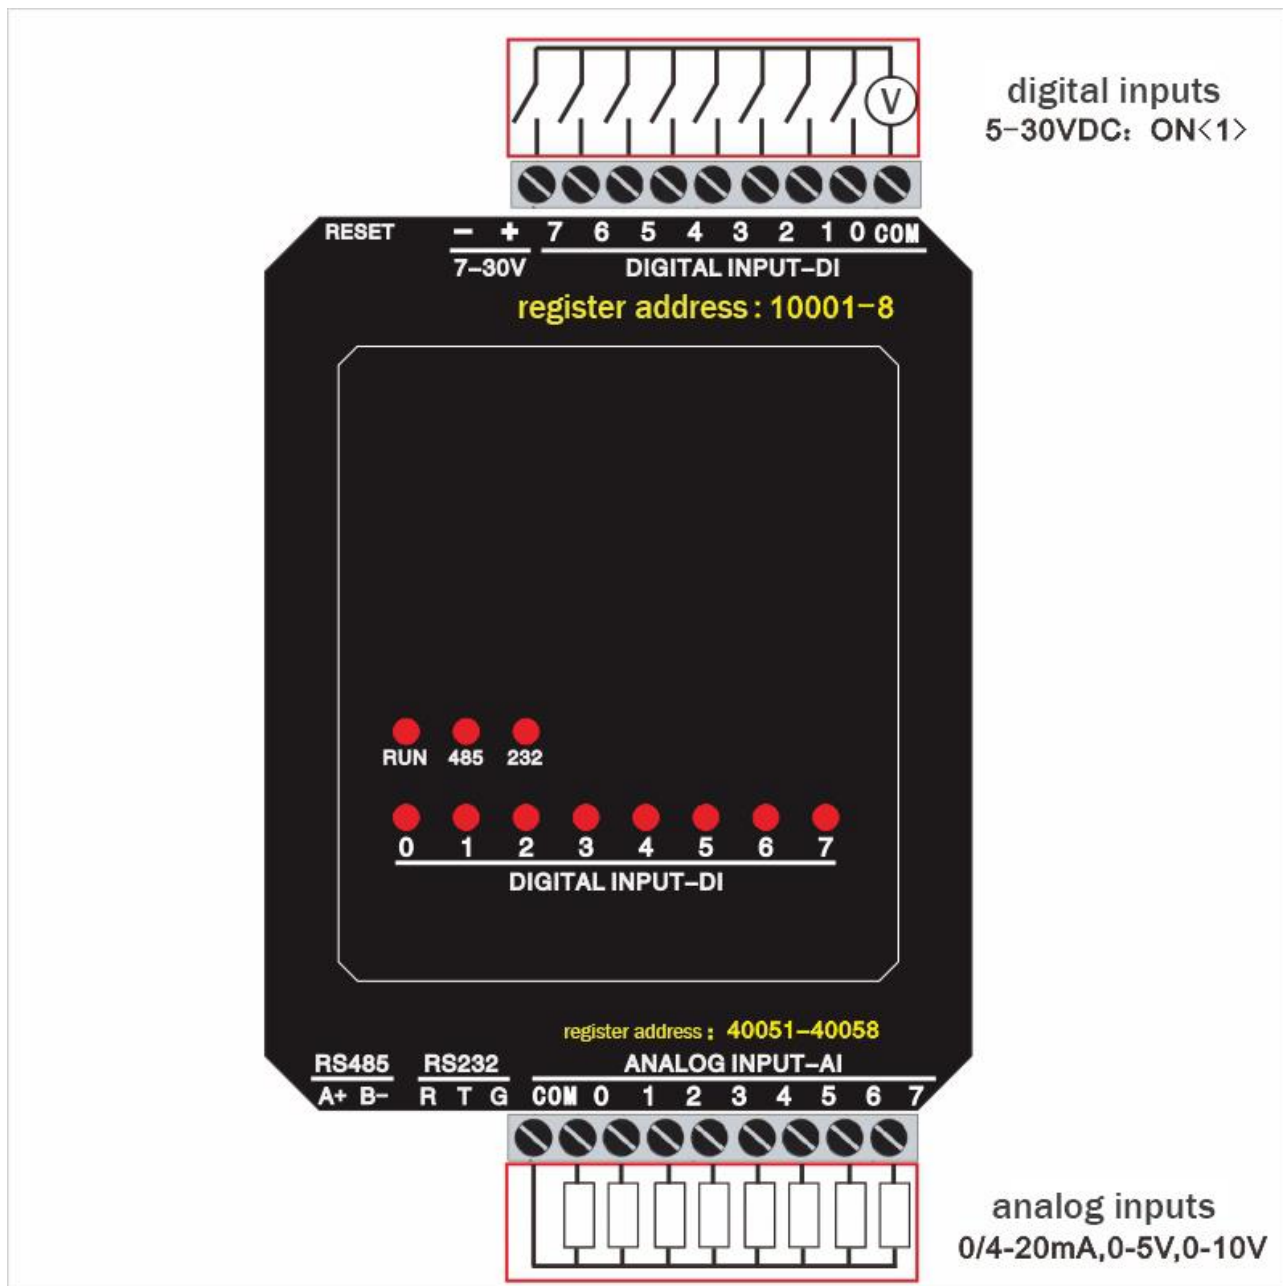 digital inputs
5-30VDC: ON<1>
V
RESET - + 7 6 5 4 3 2 1 0 COM
7-30V DIGITAL INPUT-DI
register address: 10001-8
RUN 485 232
0 1 2 3 4 5 6 7
DIGITAL INPUT-DI
register address: 40051-40058
RS485 RS232 ANALOG INPUT-AI
A+ B- R T G COM 0 1 2 3 4 5 6 7
analog inputs
0/4-20mA,0-5V,0-10V